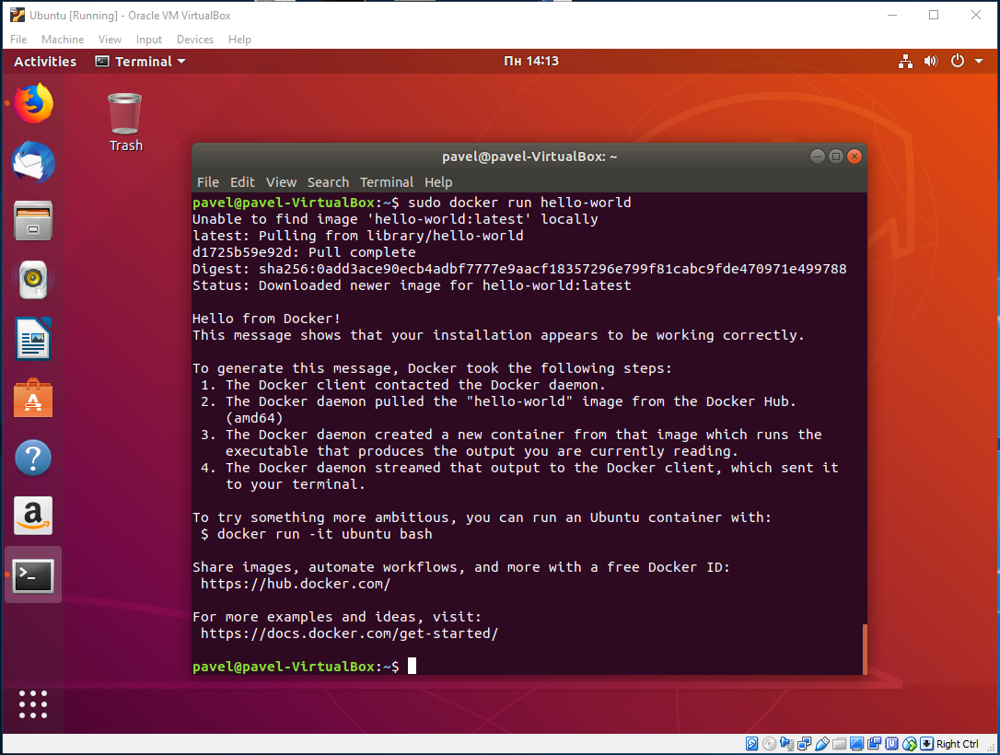 Ubuntu [Running] - Oracle VM VirtualBox
File Machine View Input Devices Help
Activities Terminal Пн 14:13
Trash
pavel@pavel-VirtualBox: ~
File Edit View Search Terminal Help
pavel@pavel-VirtualBox:~$ sudo docker run hello-world
Unable to find image 'hello-world:latest' locally
latest: Pulling from library/hello-world
d1725b59e92d: Pull complete
Digest: sha256:0add3ace90ecb4adbf7777e9aacf18357296e799f81cabc9fde470971e499788
Status: Downloaded newer image for hello-world:latest
Hello from Docker!
This message shows that your installation appears to be working correctly.
To generate this message, Docker took the following steps:
1. The Docker client contacted the Docker daemon.
2. The Docker daemon pulled the "hello-world" image from the Docker Hub.
(amd64)
3. The Docker daemon created a new container from that image which runs the
executable that produces the output you are currently reading.
4. The Docker daemon streamed that output to the Docker client, which sent it
to your terminal.
To try something more ambitious, you can run an Ubuntu container with:
$ docker run -it ubuntu bash
Share images, automate workflows, and more with a free Docker ID:
https://hub.docker.com/
For more examples and ideas, visit:
https://docs.docker.com/get-started/
pavel@pavel-VirtualBox:~$
Right Ctrl